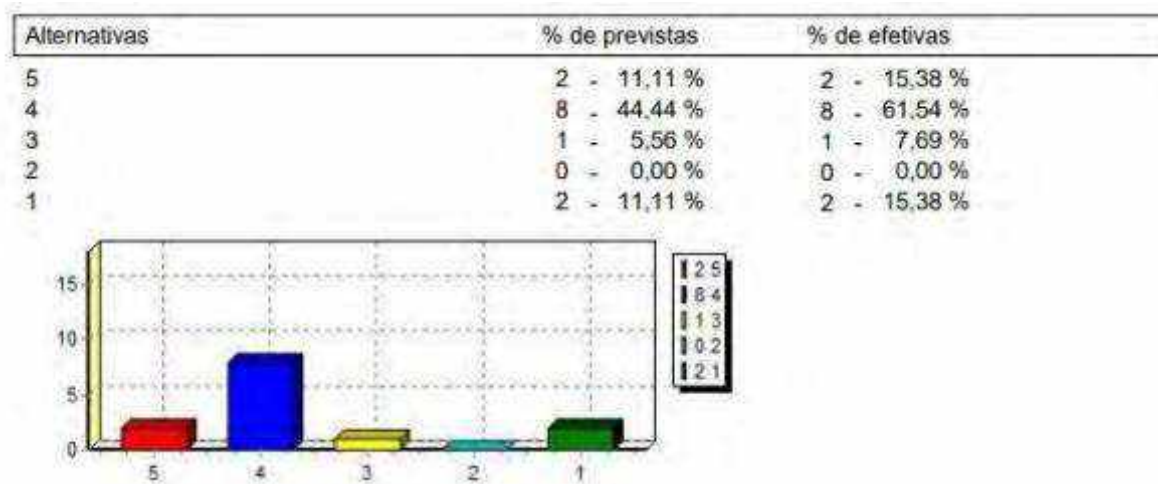 Alternativas % de previstas % de efetivas
5 2 - 11,11 % 2 - 15,38 %
4 8 - 44,44 % 8 - 61,54 %
3 1 - 5,56 % 1 - 7,69 %
2 0 - 0,00 % 0 - 0,00 %
1 2 - 11,11 % 2 - 15,38 %
15
10
5
0
5 4 3 2 1
2 5
8 4
1 3
0 2
2 1